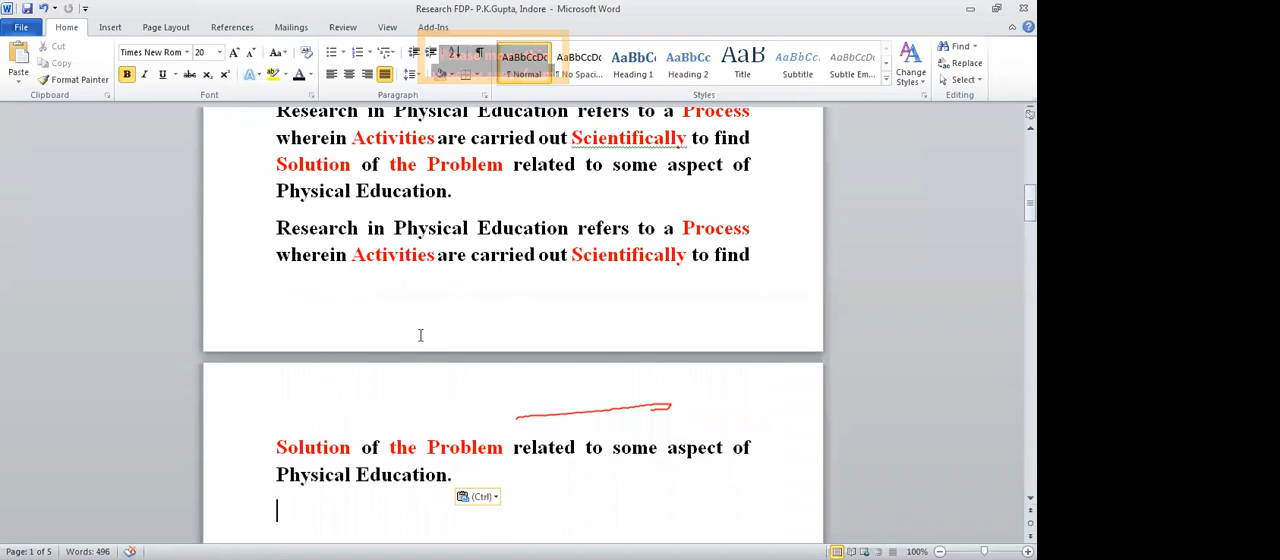 Research FDP- P.K.Gupta, Indore - Microsoft Word
File Home Insert Page Layout References Mailings Review View Add-Ins
Paste
Cut
Copy
Format Painter
Clipboard
Times New Rom 20
Font
Paragraph
AaBbCcDc AaBbCcDc AaBbC AaBbCc AaB AaBbCc. AaBbCcDc
¶ Normal ¶ No Spaci... Heading 1 Heading 2 Title Subtitle Subtle Em...
Styles
Change
Styles
Find
Replace
Select
Editing
Research in Physical Education refers to a Process
wherein Activities are carried out Scientifically to find
Solution of the Problem related to some aspect of
Physical Education.
Research in Physical Education refers to a Process
wherein Activities are carried out Scientifically to find
Solution of the Problem related to some aspect of
Physical Education.
(Ctrl)
Page: 1 of 5 Words: 496 100%